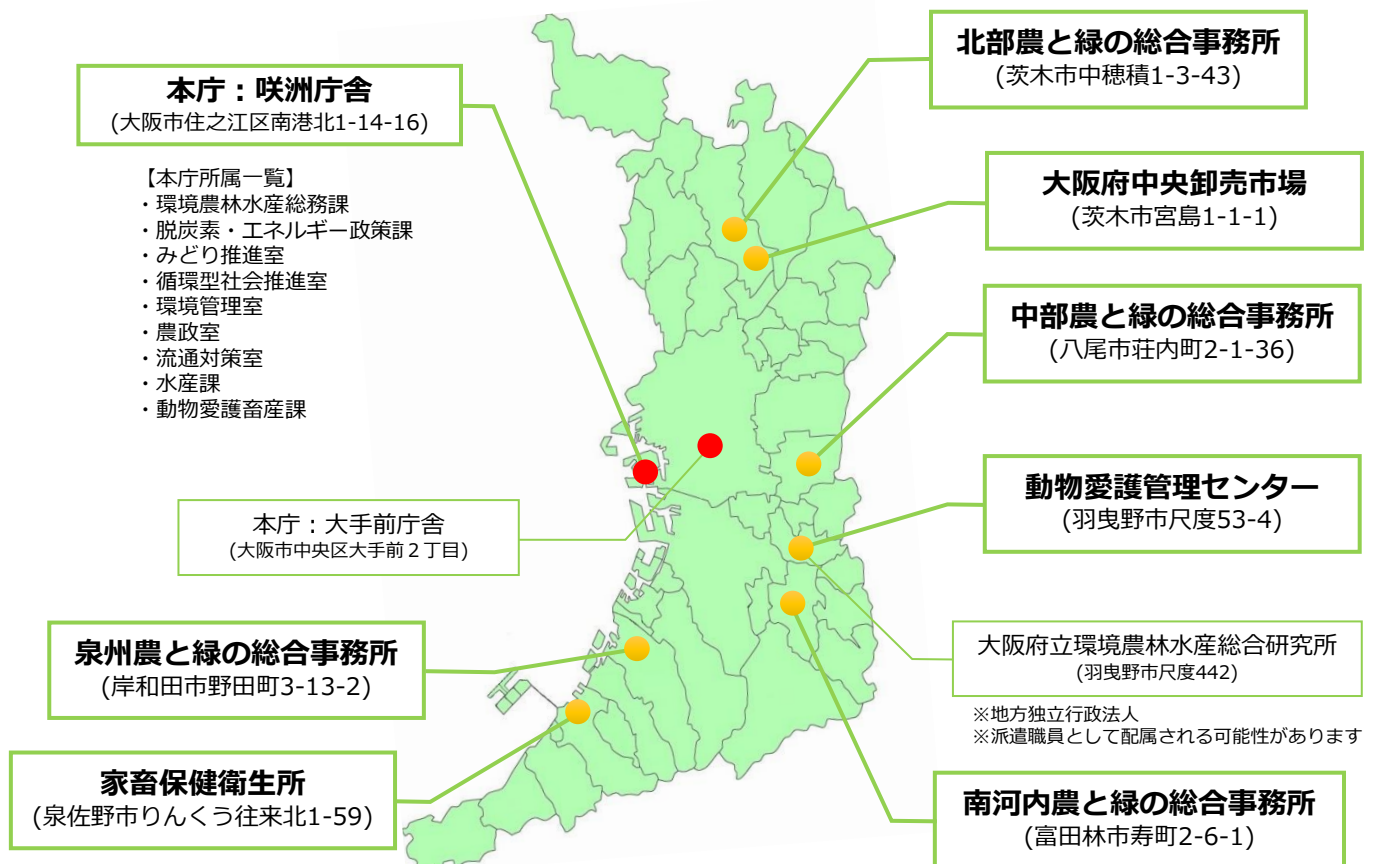 本庁：咲洲庁舎
(大阪市住之江区南港北1-14-16)
【本庁所属一覧】
・環境農林水産総務課
・脱炭素・エネルギー政策課
・みどり推進室
・循環型社会推進室
・環境管理室
・農政室
・流通対策室
・水産課
・動物愛護畜産課
本庁：大手前庁舎
(大阪市中央区大手前２丁目)
泉州農と緑の総合事務所
(岸和田市野田町3-13-2)
家畜保健衛生所
(泉佐野市りんくう往来北1-59)
北部農と緑の総合事務所
(茨木市中穂積1-3-43)
大阪府中央卸売市場
(茨木市宮島1-1-1)
中部農と緑の総合事務所
(八尾市荘内町2-1-36)
動物愛護管理センター
(羽曳野市尺度53-4)
大阪府立環境農林水産総合研究所
(羽曳野市尺度442)
※地方独立行政法人
※派遣職員として配属される可能性があります
南河内農と緑の総合事務所
(富田林市寿町2-6-1)